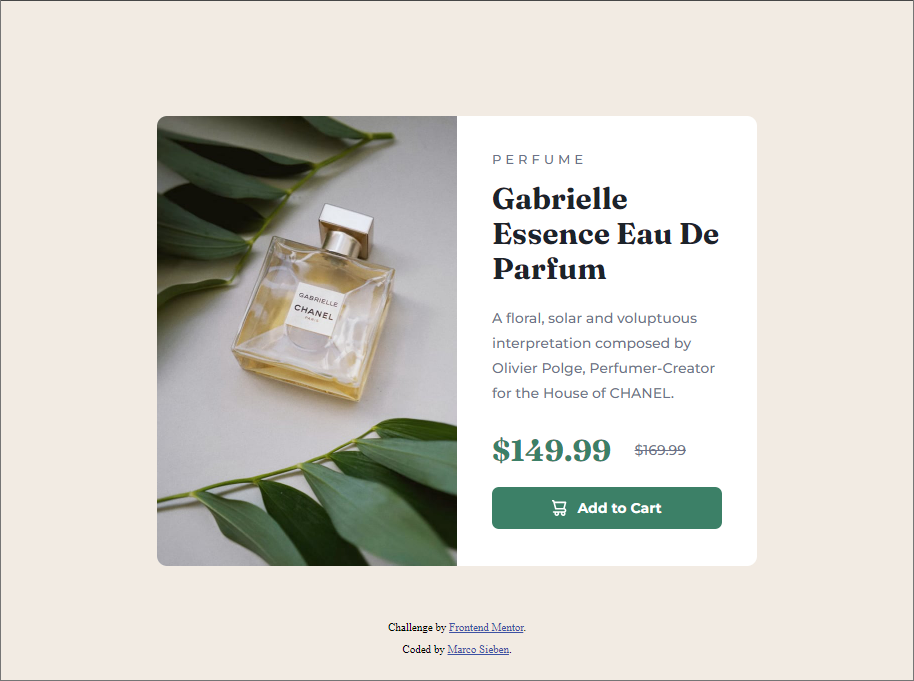 GABRIELLE
CHANEL
PARIS
PERFUME
Gabrielle
Essence Eau De
Parfum
A floral, solar and voluptuous
interpretation composed by
Olivier Polge, Perfumer-Creator
for the House of CHANEL.
$149.99 $169.99
Add to Cart
Challenge by Frontend Mentor.
Coded by Marco Sieben.